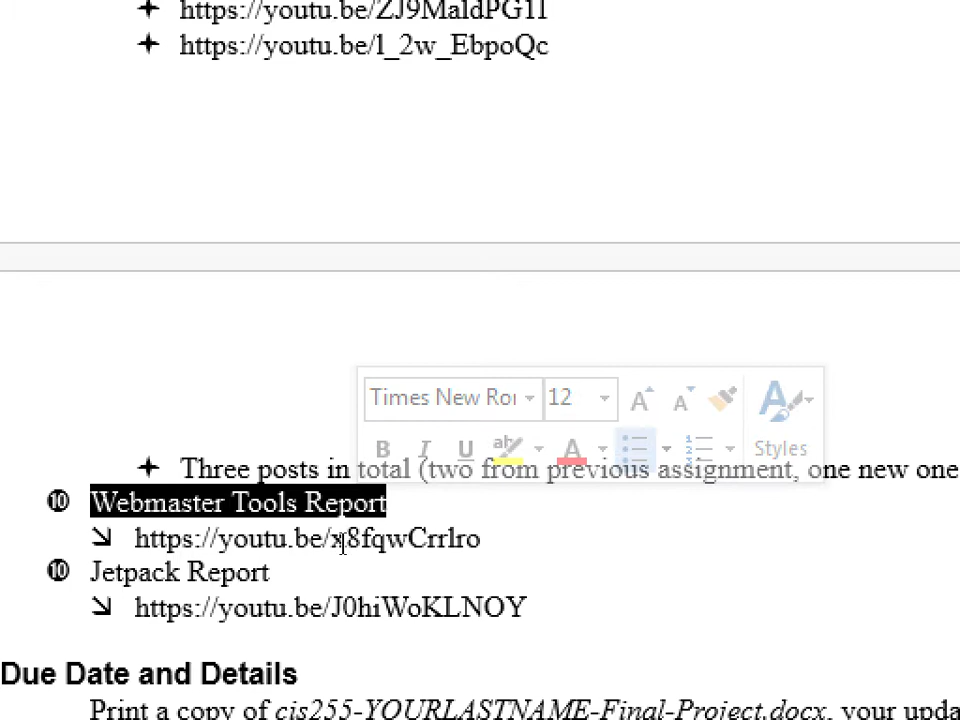 https://youtu.be/ZJ9MaldPG1I
https://youtu.be/l_2w_EbpoQc
Times New Ro
12
B I U ab A Styles
Three posts in total (two from previous assignment, one new one
⓾ Webmaster Tools Report
https://youtu.be/x8fqwCrrlro
⓾ Jetpack Report
https://youtu.be/J0hiWoKLNOY
Due Date and Details
Print a copy of cis255-YOURLASTNAME-Final-Project.docx, your upda